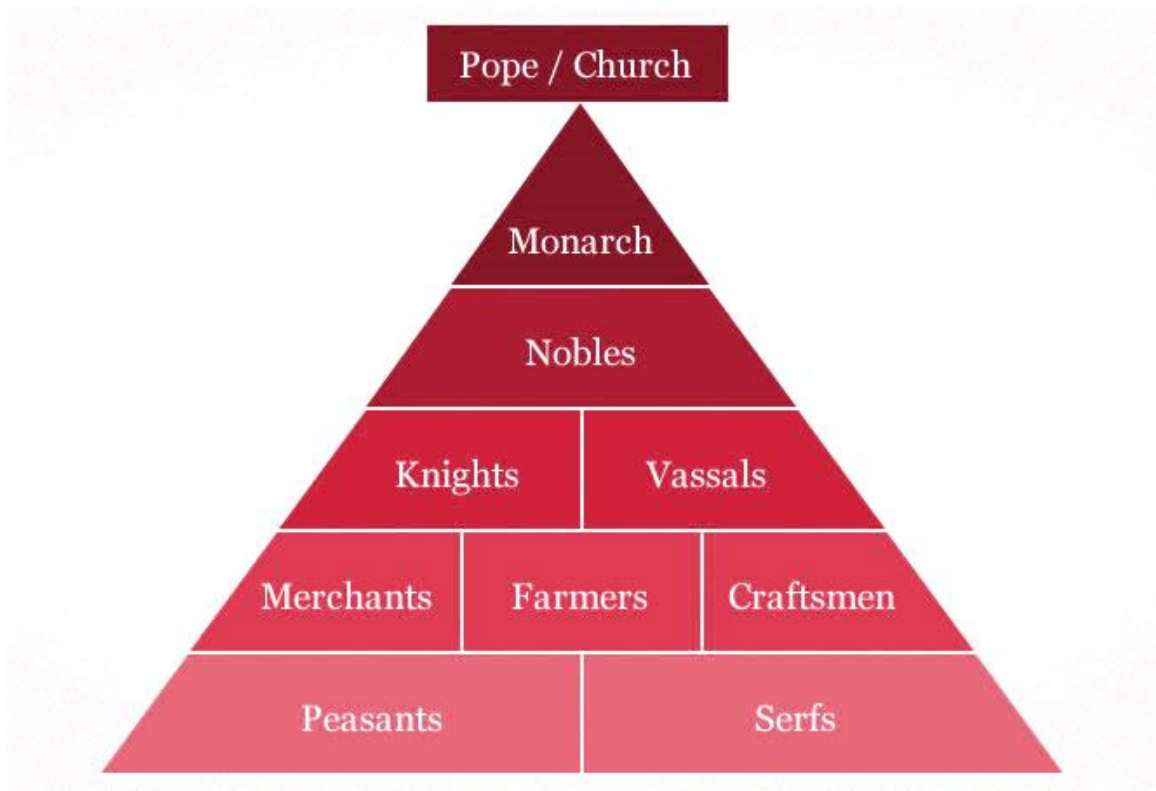 Pope / Church
Monarch
Nobles
Knights Vassals
Merchants Farmers Craftsmen
Peasants Serfs